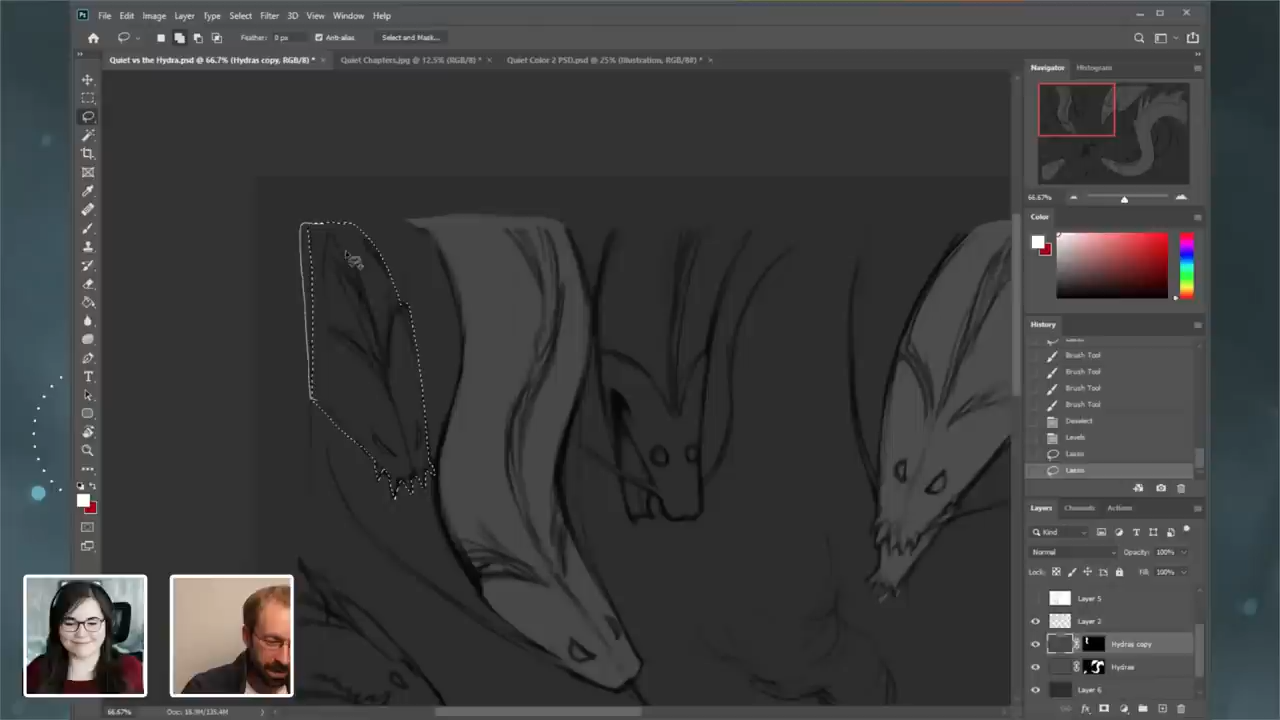 Ps File Edit Image Layer Type Select Filter 3D View Window Help
Feather: 0 px Anti-alias Select and Mask...
Quiet vs the Hydra.psd @ 66.7% (Hydras copy, RGB/8) * × Quiet Chapters.jpg @ 12.5% (RGB/8) * × Quiet Color 2 PSD.psd @ 25% (Illustration, RGB/8#) * ×
Navigator Histogram
66.67%
Color
History
Brush Tool
Brush Tool
Brush Tool
Brush Tool
Deselect
Levels
Lasso
Lasso
Layers Channels Actions
Kind
Normal Opacity: 100%
Lock: Fill: 100%
Layer 5
Layer 2
Hydras copy
Hydras
Layer 6
66.67%